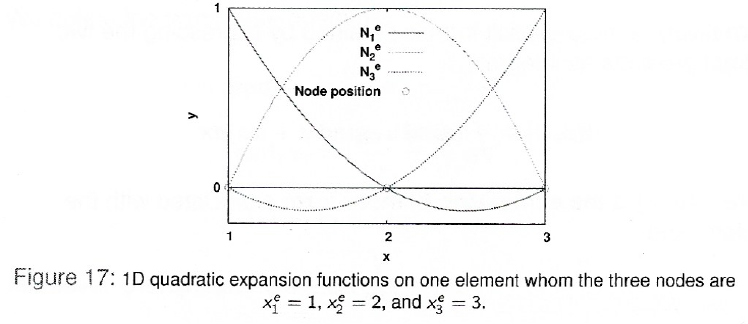 1
N₁ᵉ
N₂ᵉ
N₃ᵉ
Node position
y
0
1 2 3
x
Figure 17: 1D quadratic expansion functions on one element whom the three nodes are
x₁ᵉ = 1, x₂ᵉ = 2, and x₃ᵉ = 3.